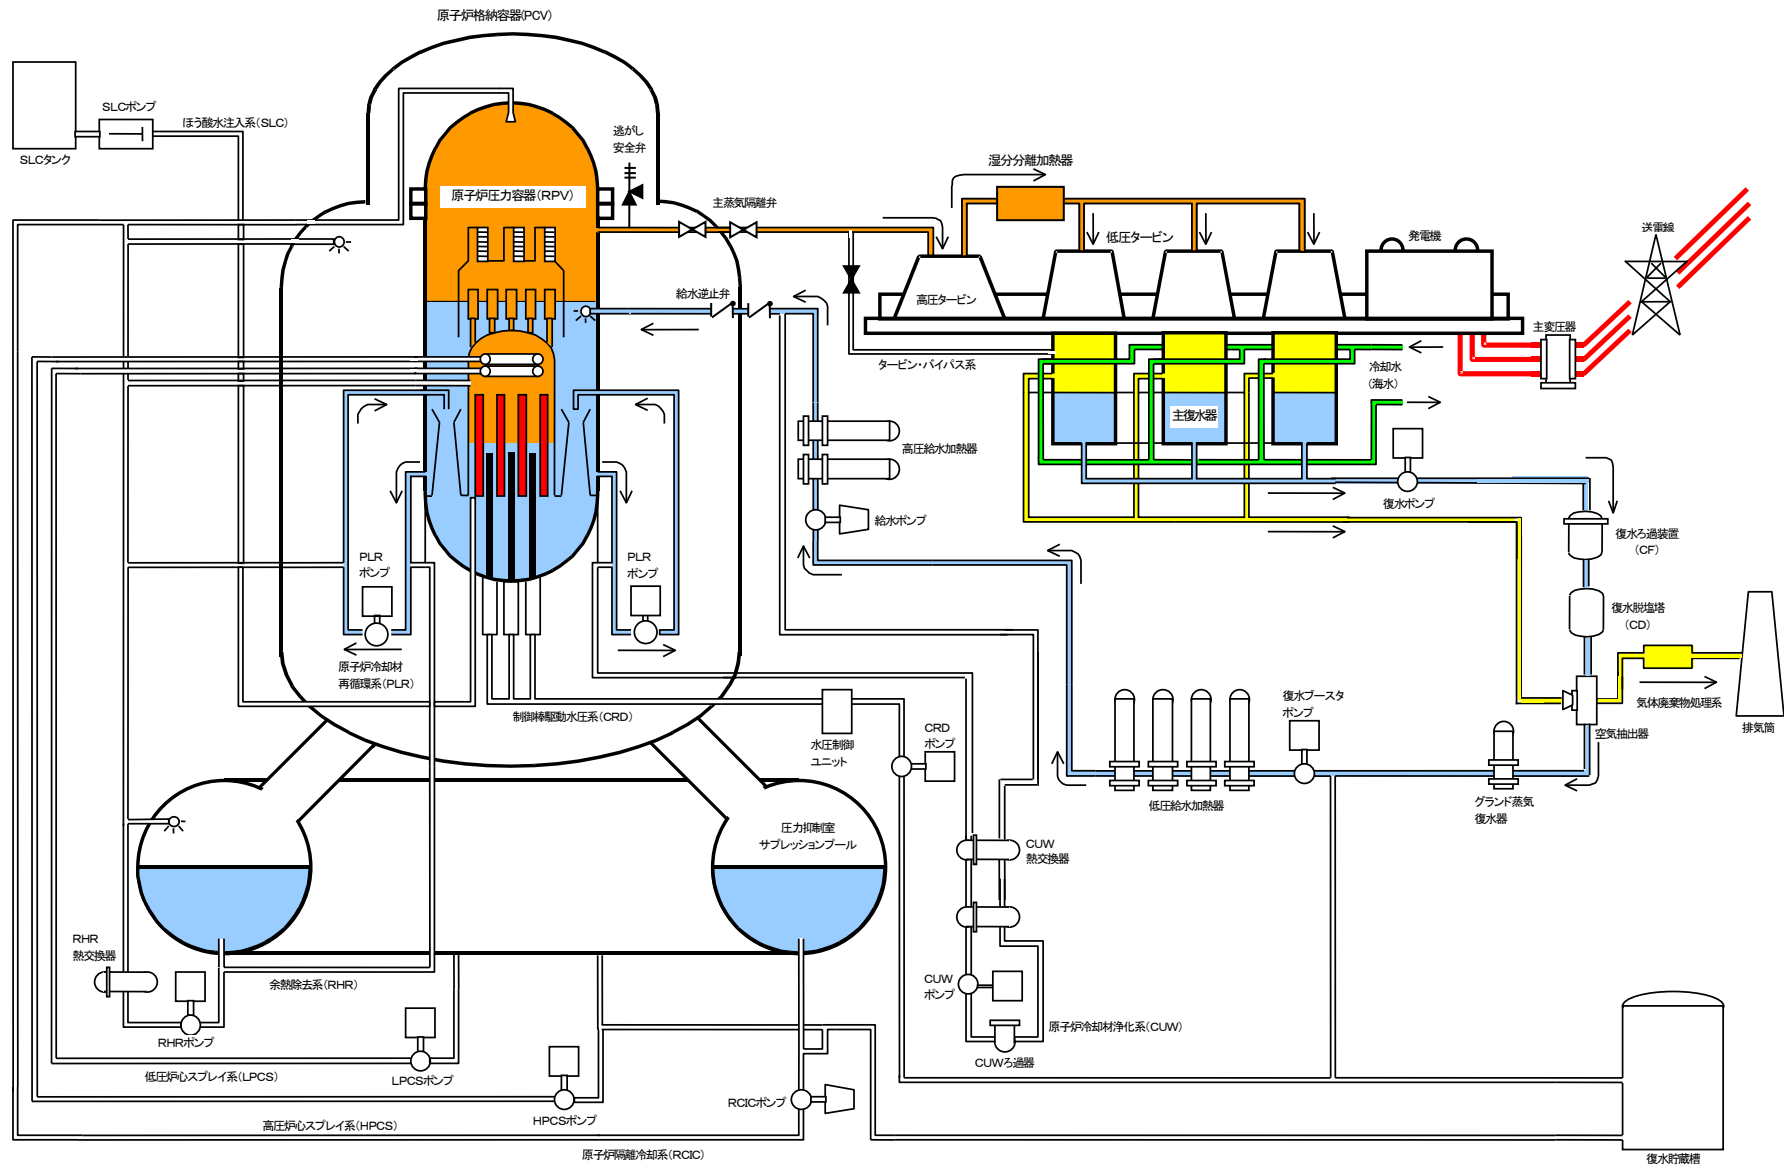 原子炉格納容器(PCV)
SLCポンプ
ほう酸水注入系(SLC)
SLCタンク
逃がし
安全弁
原子炉圧力容器(RPV)
主蒸気隔離弁
湿分分離加熱器
低圧タービン
発電機
送電線
高圧タービン
給水逆止弁
主変圧器
タービン・バイパス系
冷却水
(海水)
主復水器
高圧給水加熱器
復水ポンプ
給水ポンプ
復水ろ過装置
(CF)
PLR
ポンプ
PLR
ポンプ
復水脱塩塔
(CD)
原子炉冷却材
再循環系(PLR)
制御棒駆動水圧系(CRD)
水圧制御
ユニット
CRD
ポンプ
復水ブースタ
ポンプ
気体廃棄物処理系
排気筒
空気抽出器
低圧給水加熱器
グランド蒸気
復水器
圧力抑制室
サプレッションプール
CUW
熱交換器
RHR
熱交換器
余熱除去系(RHR)
CUW
ポンプ
原子炉冷却材浄化系(CUW)
CUWろ過器
RHRポンプ
低圧炉心スプレイ系(LPCS)
LPCSポンプ
HPCSポンプ
RCICポンプ
高圧炉心スプレイ系(HPCS)
原子炉隔離冷却系(RCIC)
復水貯蔵槽